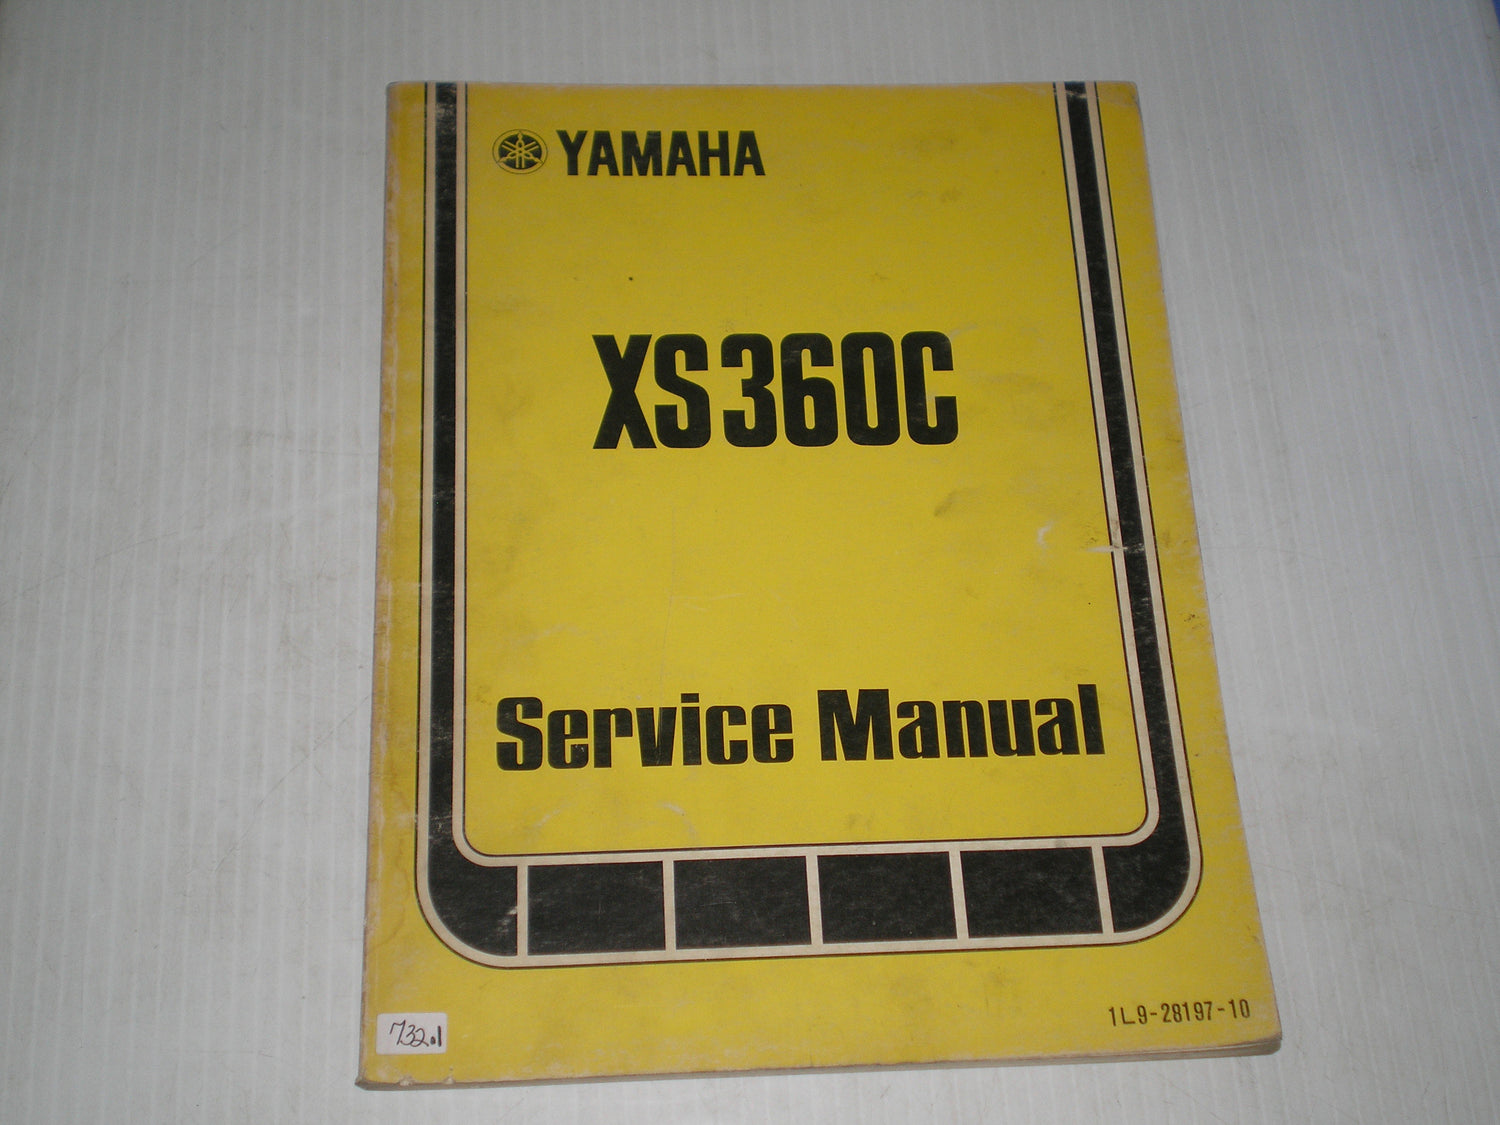 YAMAHA
XS360C
Service Manual
1L9-28197-10
732.1